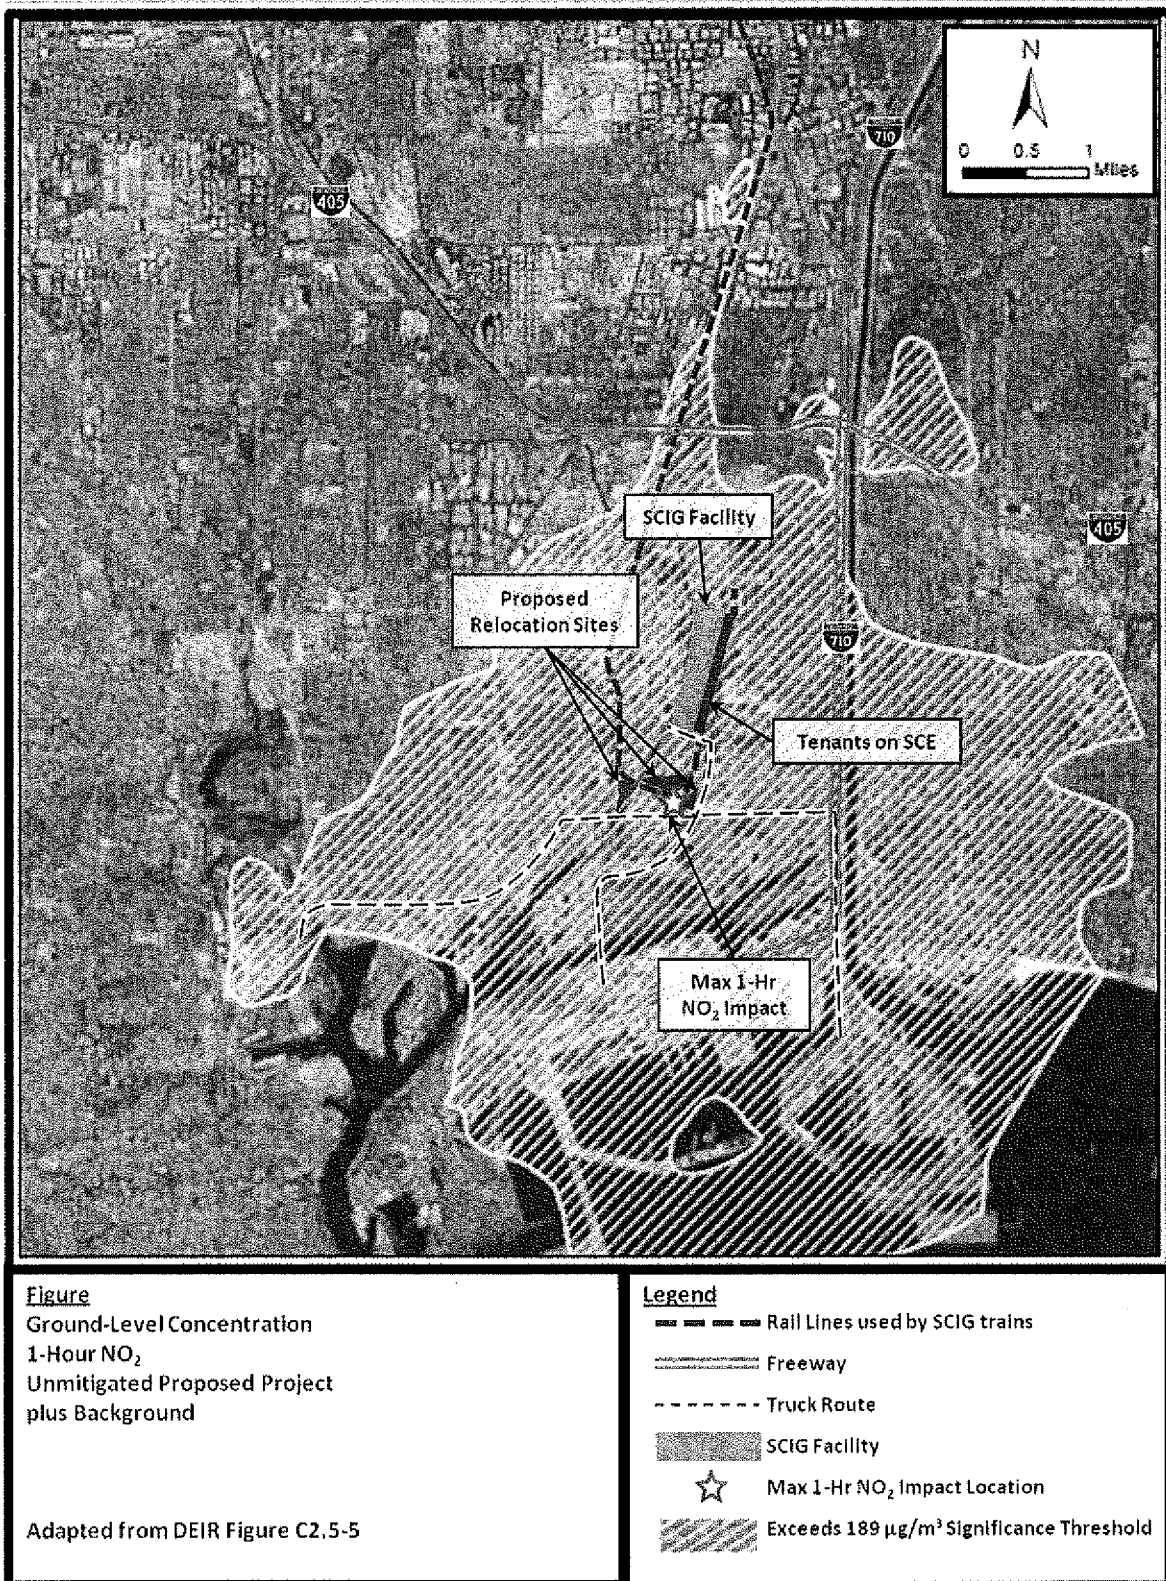 N
0 0.5 1
Miles
710
405
SCIG Facility
405
Proposed
Relocation Sites
710
Tenants on SCE
Max 1-Hr
NO₂ Impact
Figure
Ground-Level Concentration
1-Hour NO₂
Unmitigated Proposed Project
plus Background
Adapted from DEIR Figure C2.5-5
Legend
Rail Lines used by SCIG trains
Freeway
Truck Route
SCIG Facility
Max 1-Hr NO₂ Impact Location
Exceeds 189 µg/m³ Significance Threshold